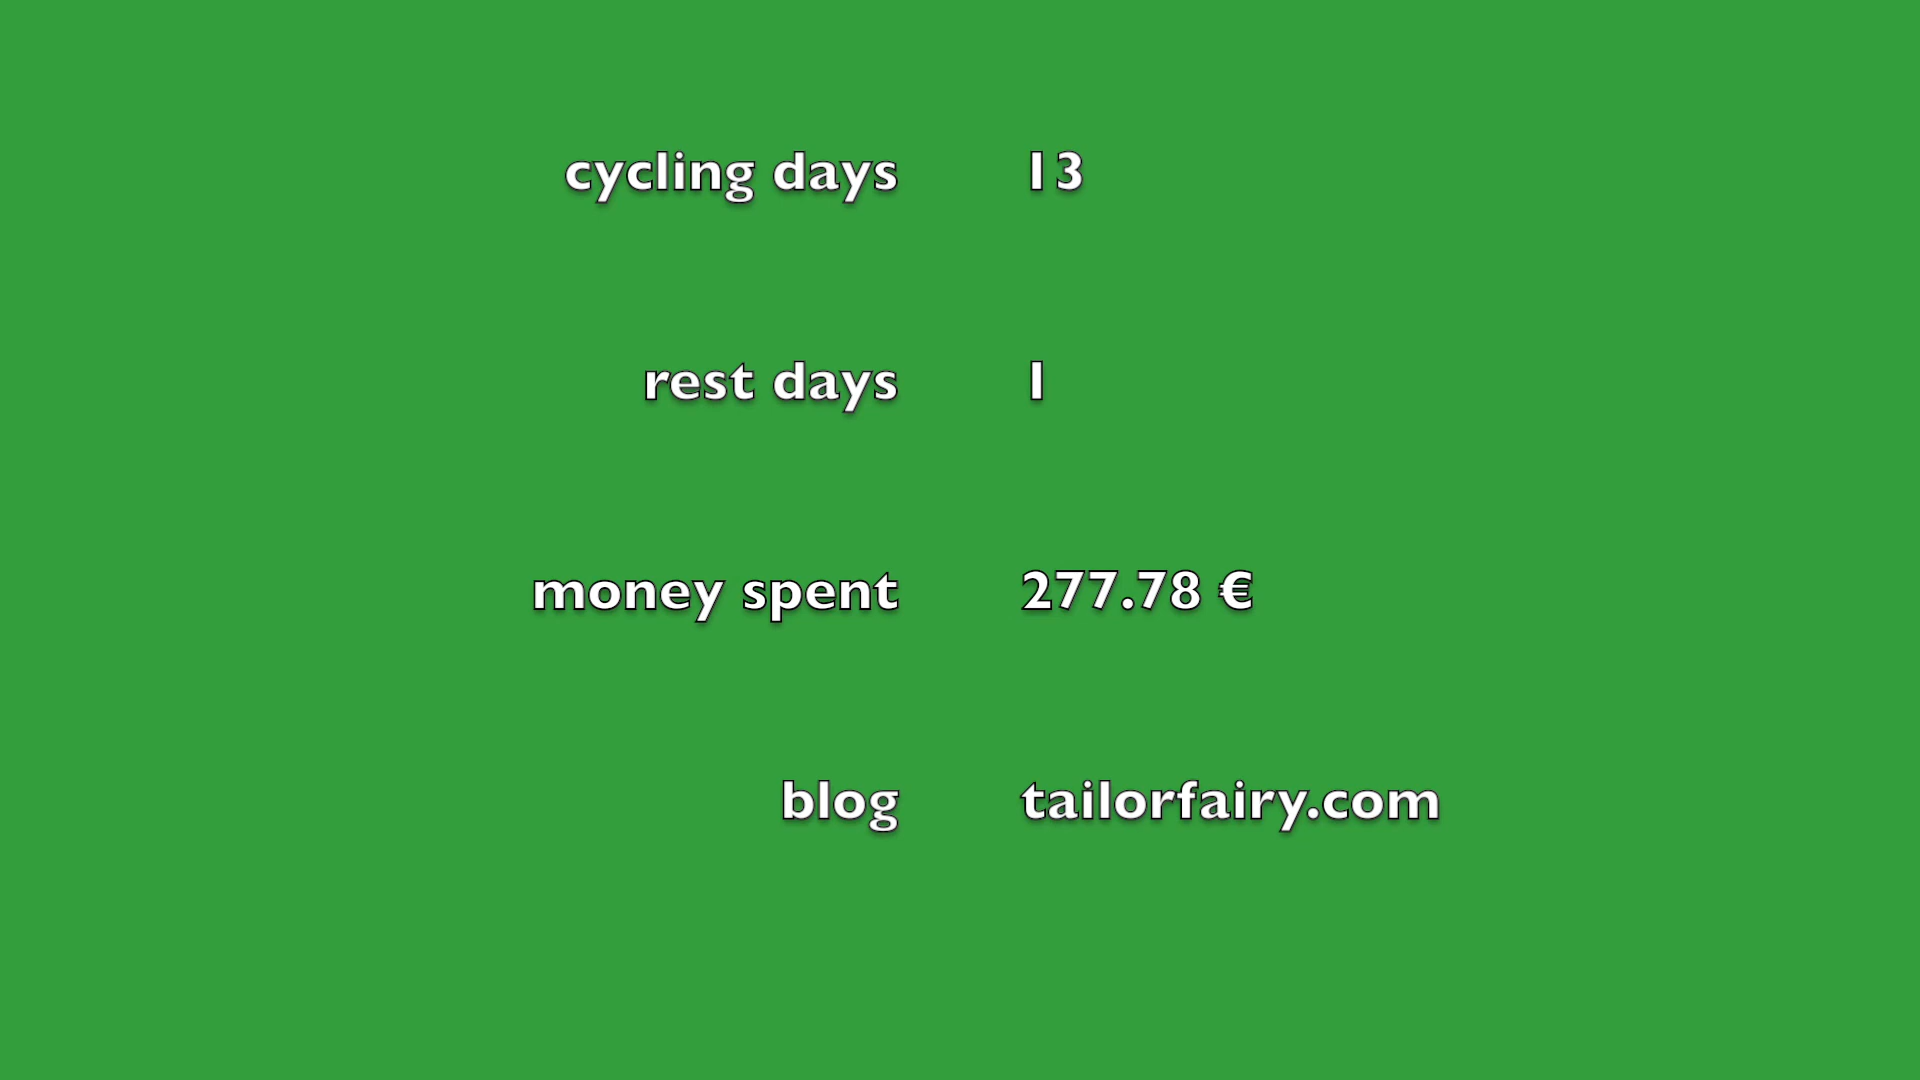 cycling days 13
rest days 1
money spent 277.78 €
blog tailorfairy.com